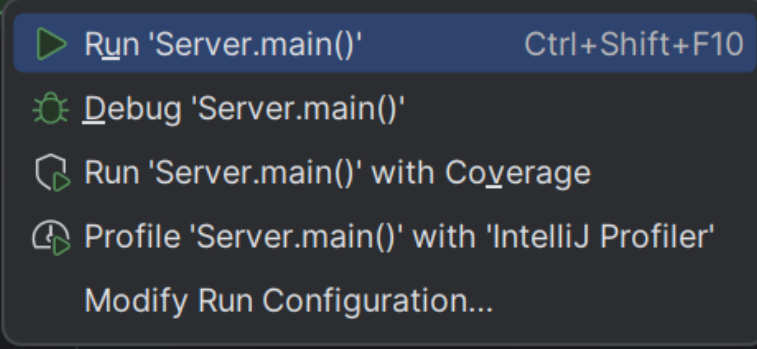 Run 'Server.main()' Ctrl+Shift+F10
Debug 'Server.main()'
Run 'Server.main()' with Coverage
Profile 'Server.main()' with 'IntelliJ Profiler'
Modify Run Configuration...